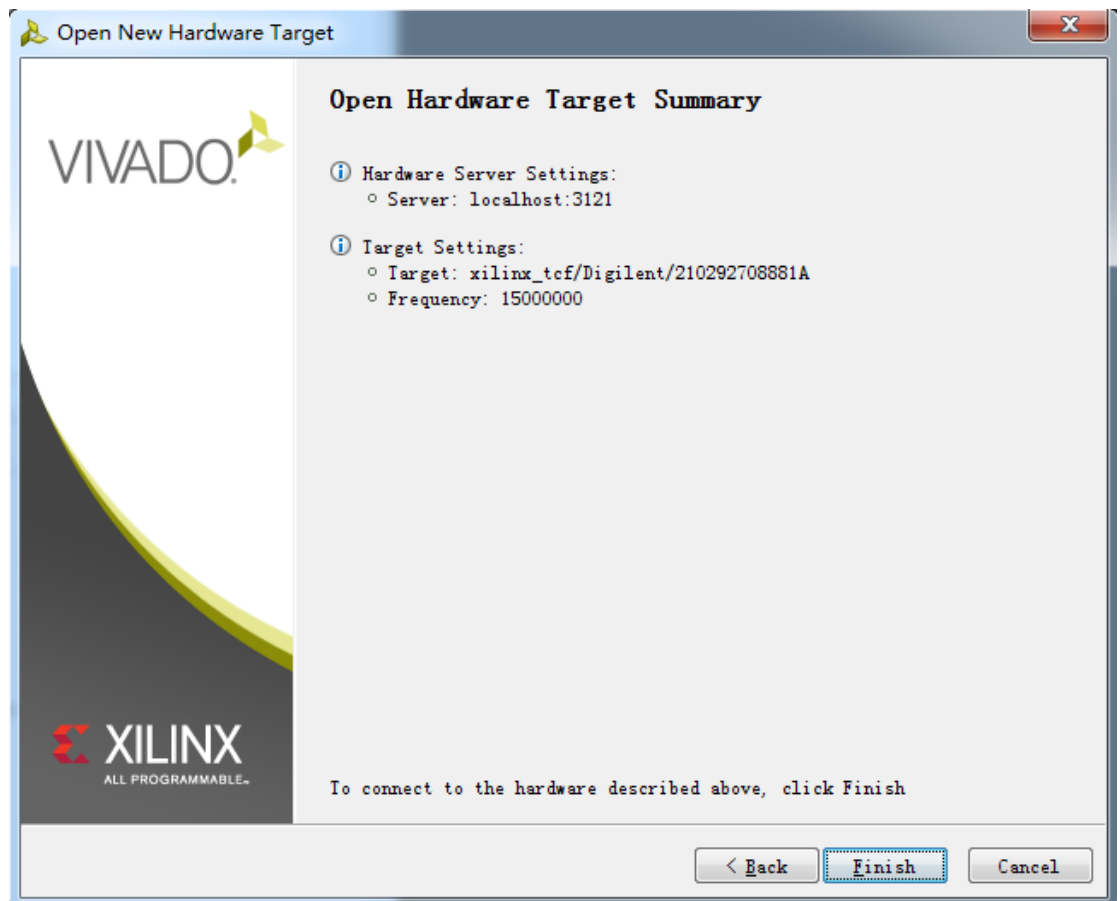 Open New Hardware Target
VIVADO.
Open Hardware Target Summary
Hardware Server Settings:
Server: localhost:3121
Target Settings:
Target: xilinx_tcf/Digilent/210292708881A
Frequency: 15000000
XILINX
ALL PROGRAMMABLE™
To connect to the hardware described above, click Finish
< Back
Finish
Cancel